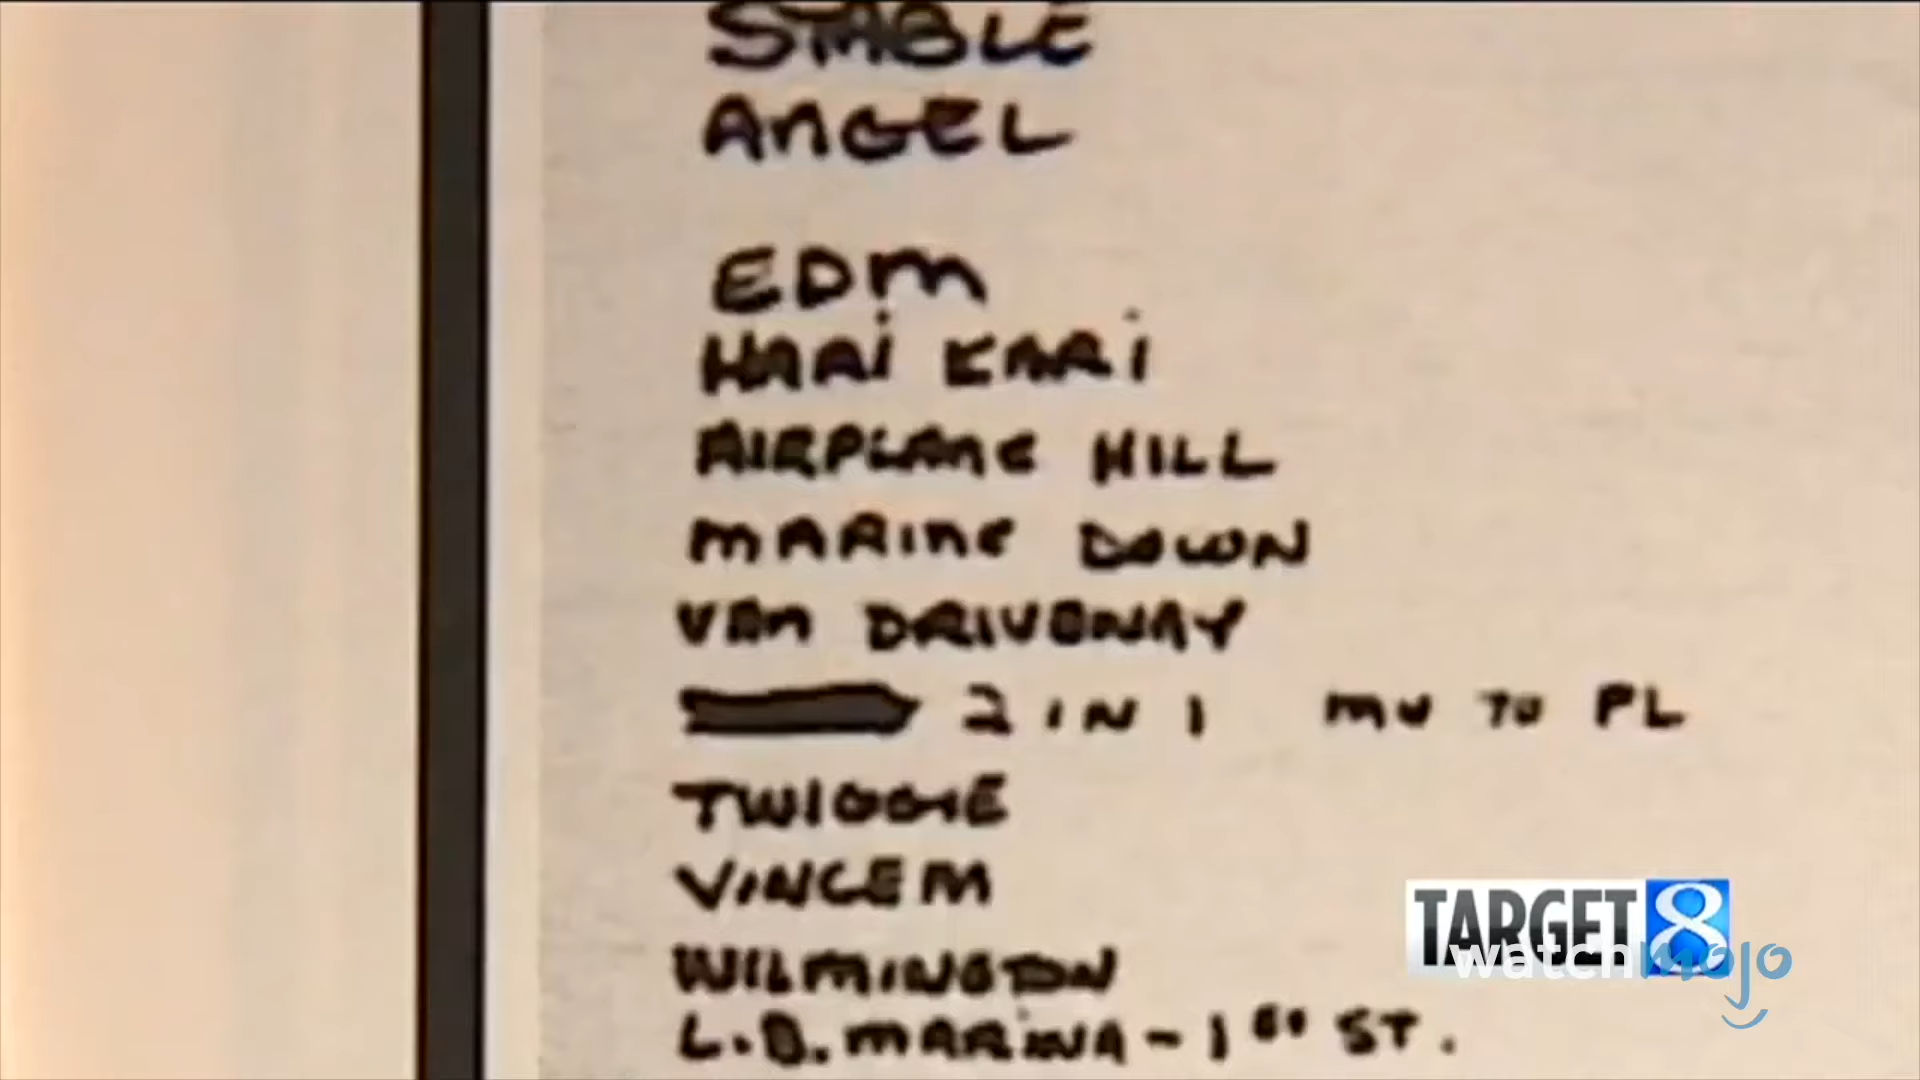 STABLE
ANGEL
EDM
HARi KARi
AIRPLANE HILL
MARINE DOWN
VAN DRIVEWAY
2 IN 1 MV TO PL
TWIGGIE
VINCE M
WILMINGTON
L.B. MARINA - 1ST ST.
TARGET 8
watchmojo